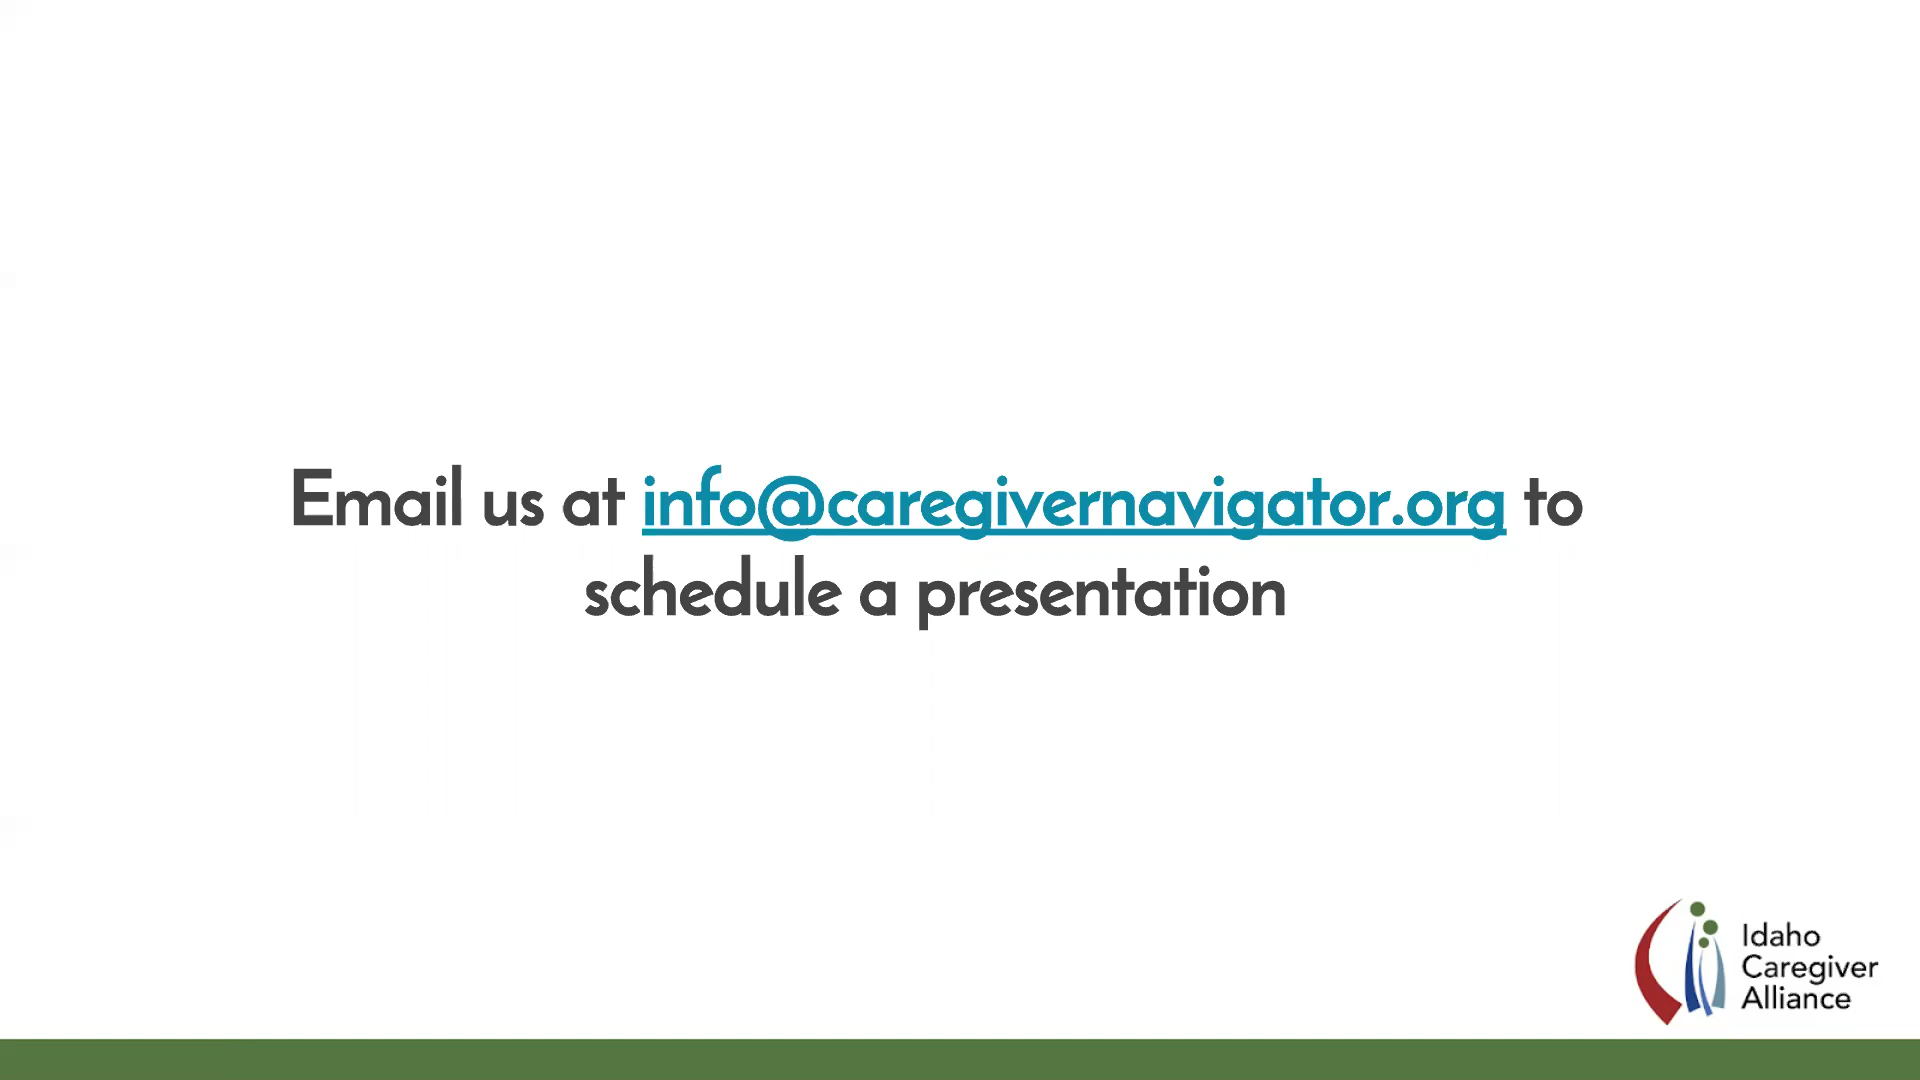 Email us at info@caregivernavigator.org to
schedule a presentation
Idaho
Caregiver
Alliance